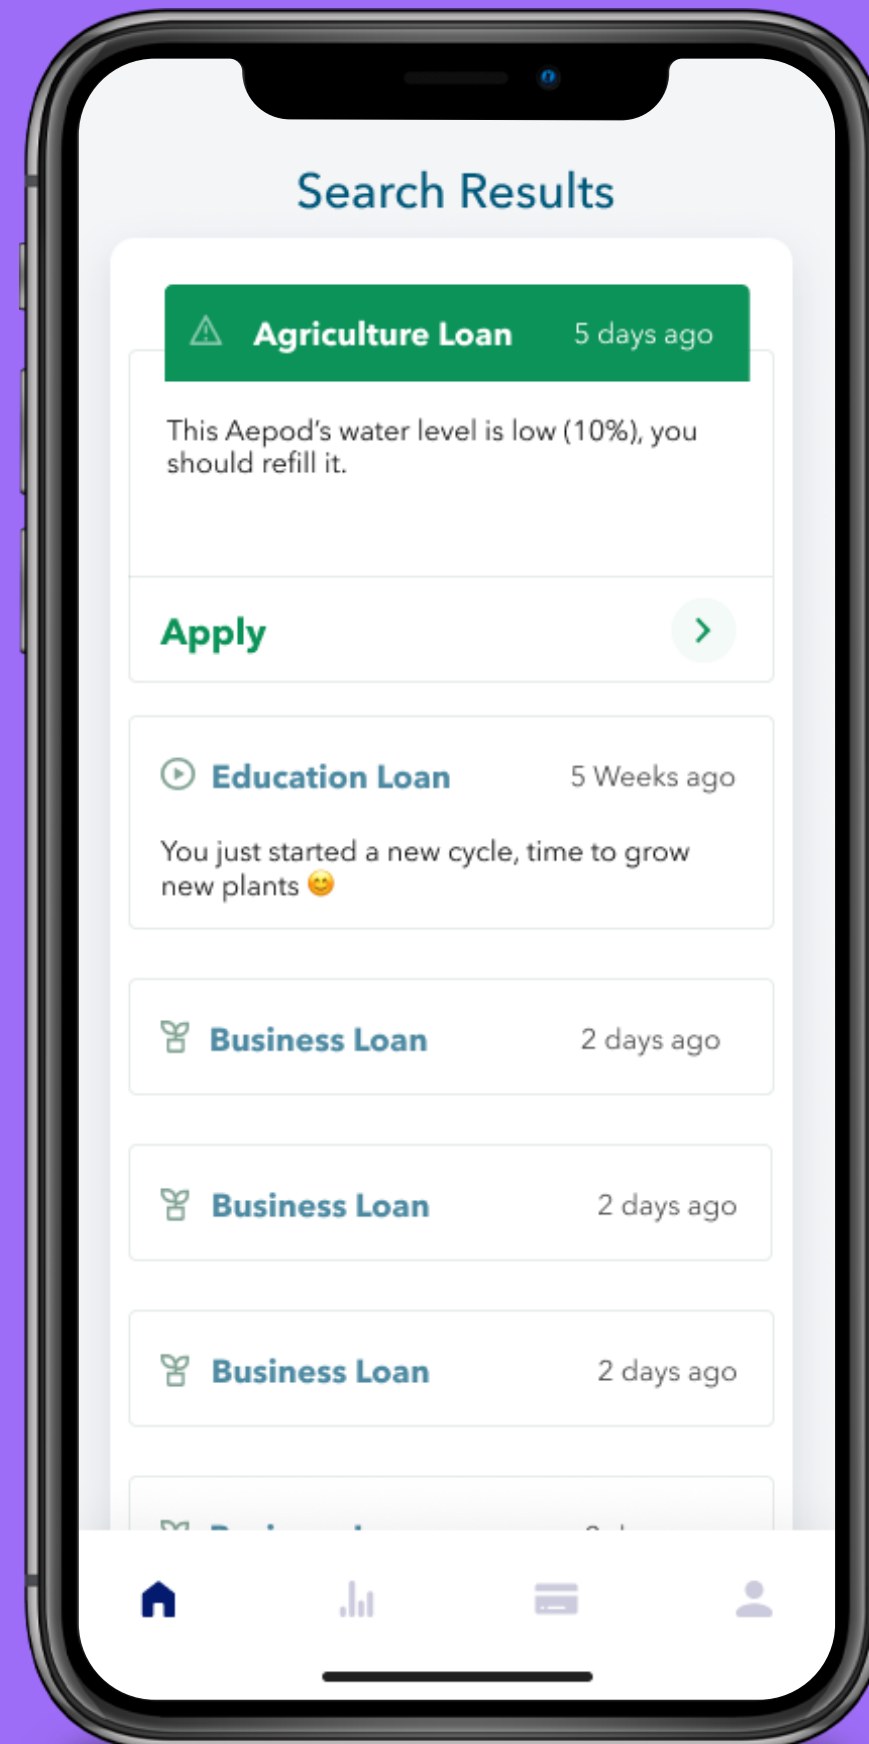 Search Results
Agriculture Loan 5 days ago
This Aepod's water level is low (10%), you
should refill it.
Apply
Education Loan 5 Weeks ago
You just started a new cycle, time to grow
new plants 😊
Business Loan 2 days ago
Business Loan 2 days ago
Business Loan 2 days ago